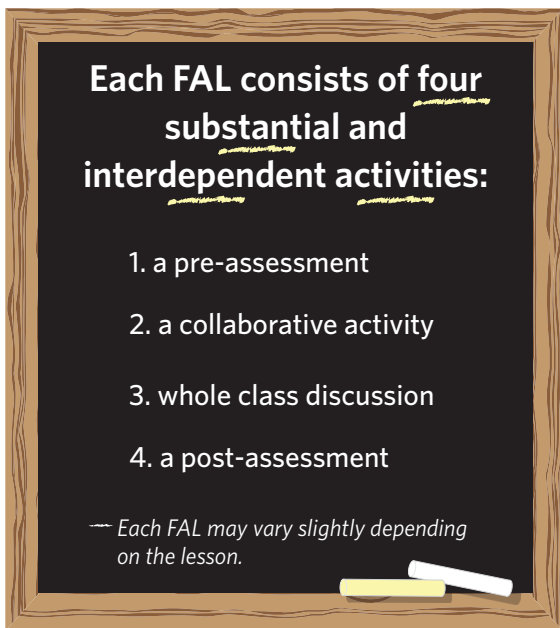 Each FAL consists of four
substantial and
interdependent activities:
1. a pre-assessment
2. a collaborative activity
3. whole class discussion
4. a post-assessment
Each FAL may vary slightly depending
on the lesson.